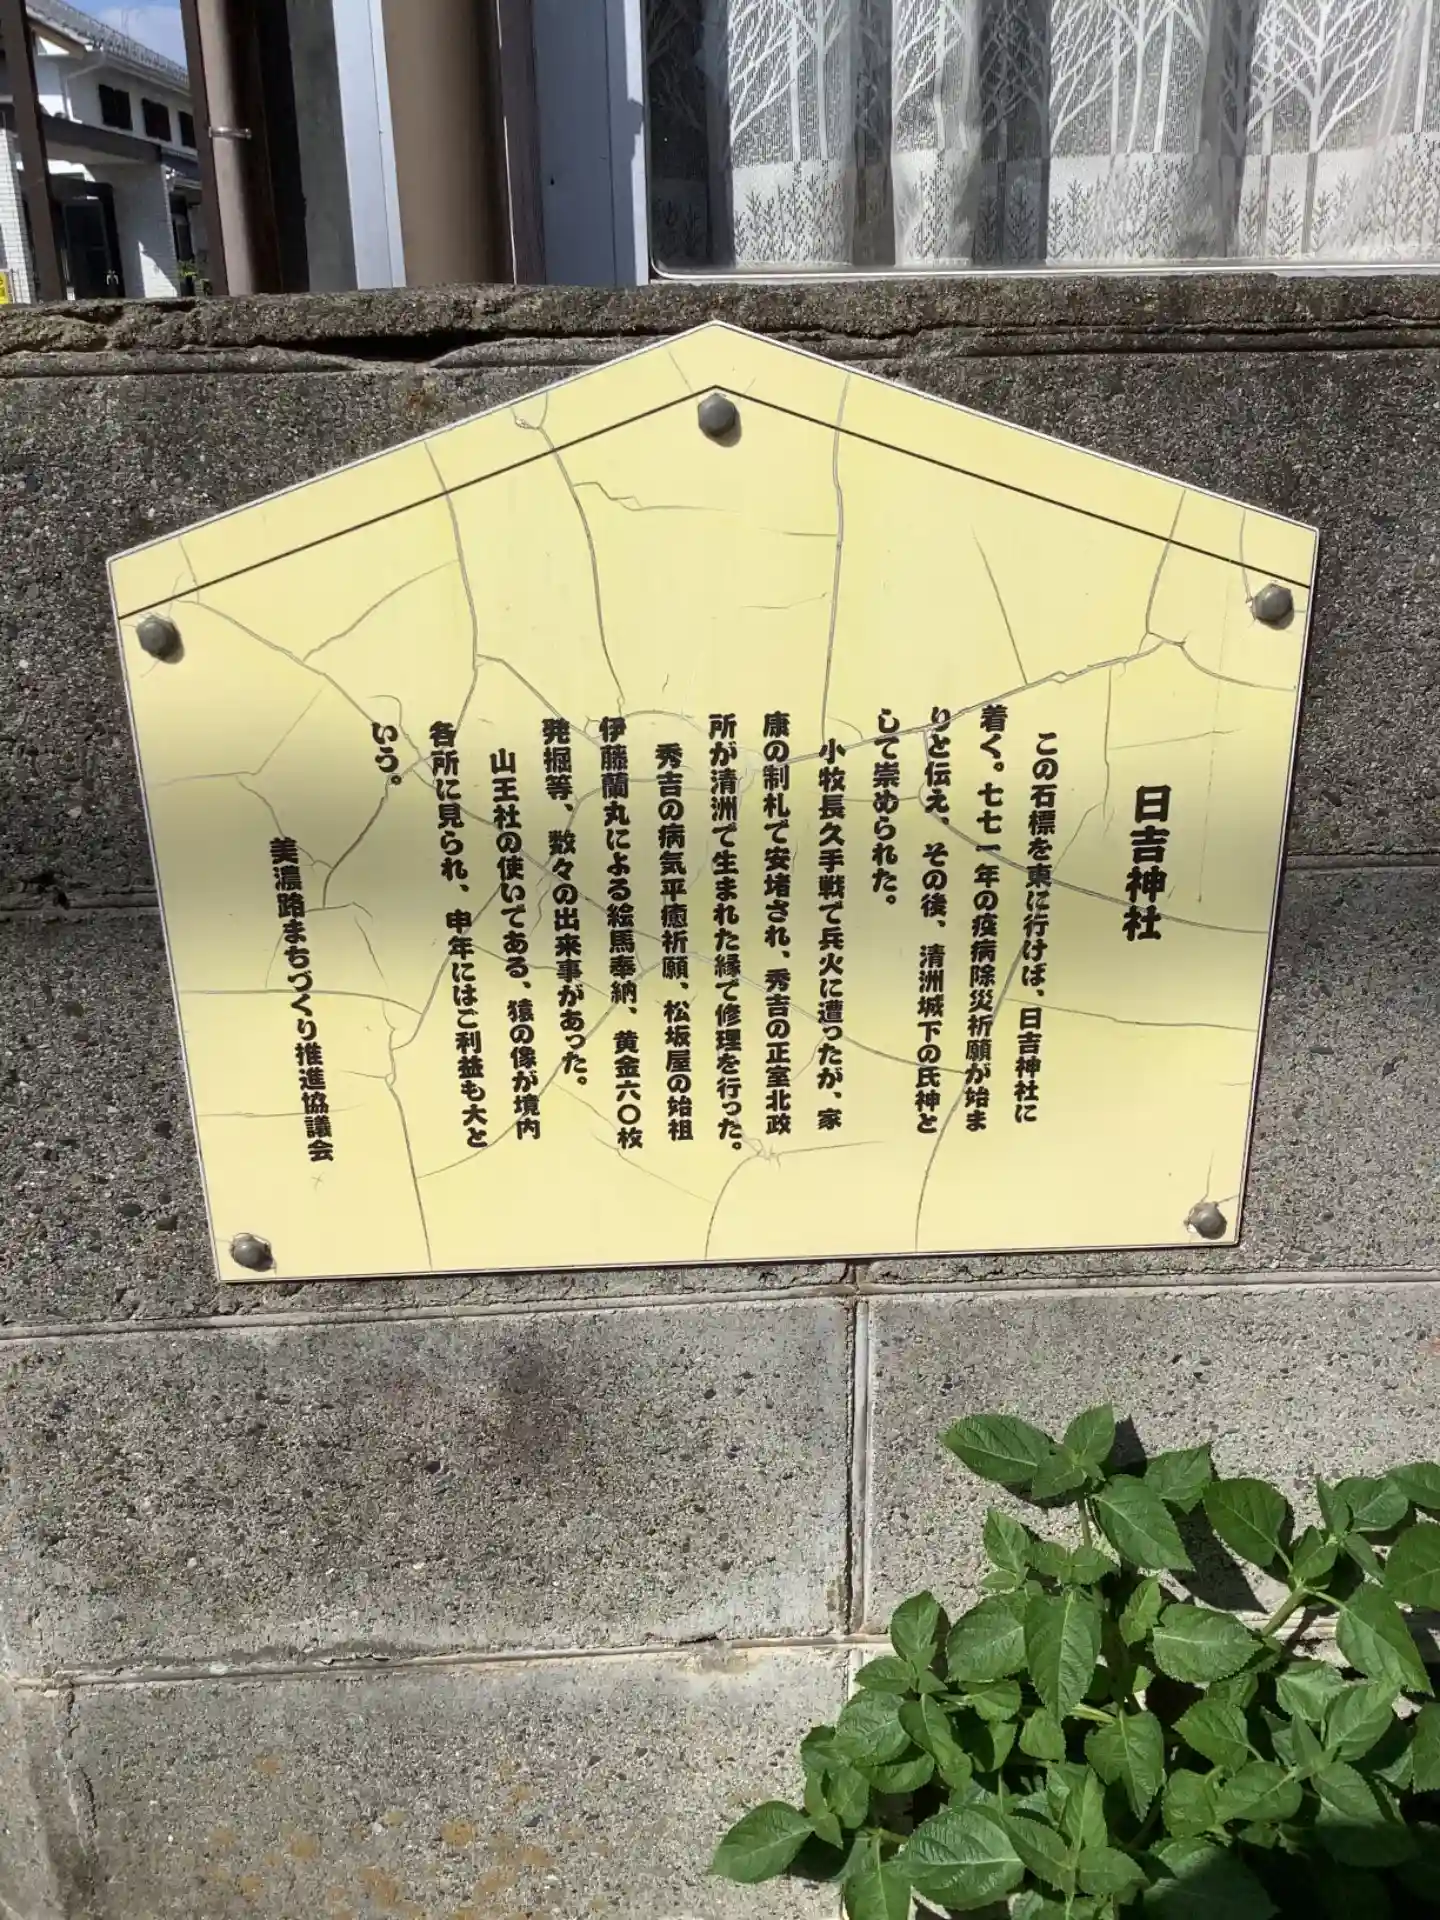 日吉神社
この石標を東に行けば、日吉神社に
着く。七七一年の疫病除災祈願が始ま
りと伝え、その後、清洲城下の氏神と
して崇められた。
小牧長久手戦で兵火に遭ったが、家
康の制札で安堵され、秀吉の正室北政
所が清洲で生まれた縁で修理を行った。
秀吉の病気平癒祈願、松坂屋の始祖
伊藤蘭丸による絵馬奉納、黄金六〇枚
発掘等、数々の出来事があった。
山王社の使いである、猿の像が境内
各所に見られ、申年にはご利益も大と
いう。
美濃路まちづくり推進協議会